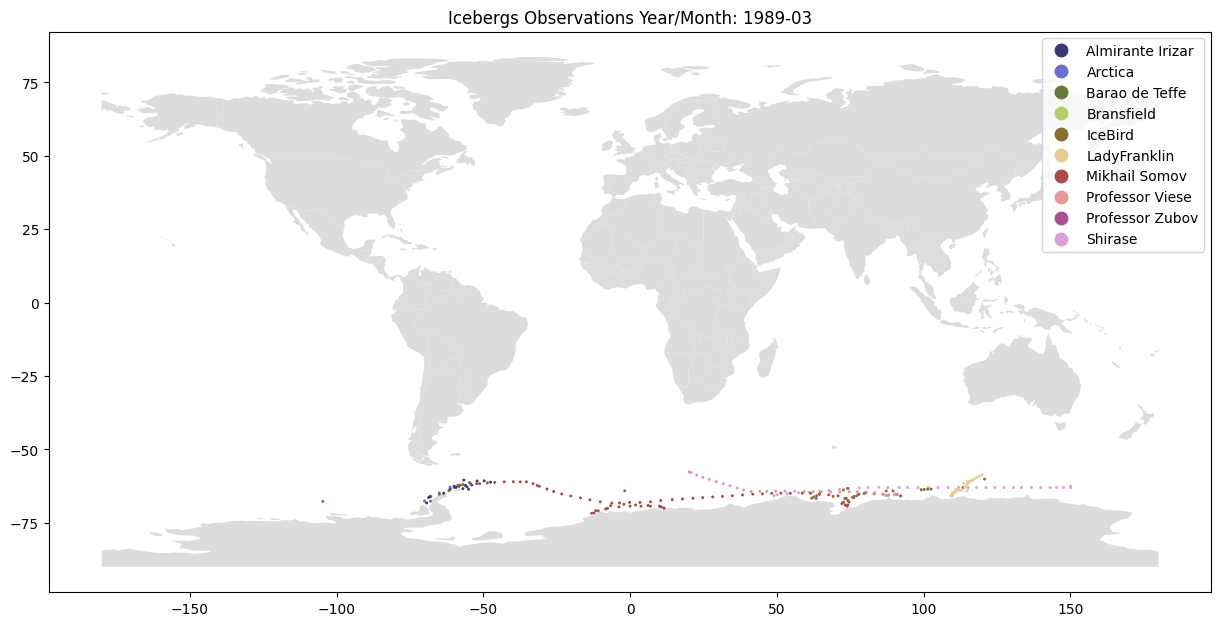 Icebergs Observations Year/Month: 1989-03
Almirante Irizar
Arctica
Barao de Teffe
Bransfield
IceBird
LadyFranklin
Mikhail Somov
Professor Viese
Professor Zubov
Shirase
75
50
25
0
−25
−50
−75
−150
−100
−50
0
50
100
150